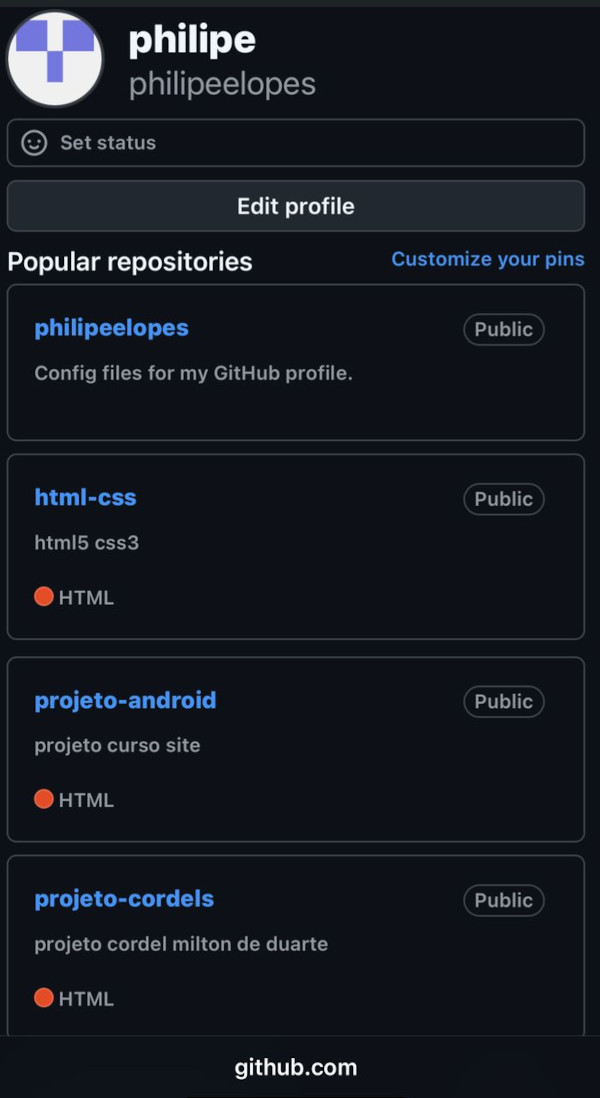 philipe
philipeelopes
Set status
Edit profile
Popular repositories
Customize your pins
philipeelopes
Public
Config files for my GitHub profile.
html-css
Public
html5 css3
HTML
projeto-android
Public
projeto curso site
HTML
projeto-cordels
Public
projeto cordel milton de duarte
HTML
github.com